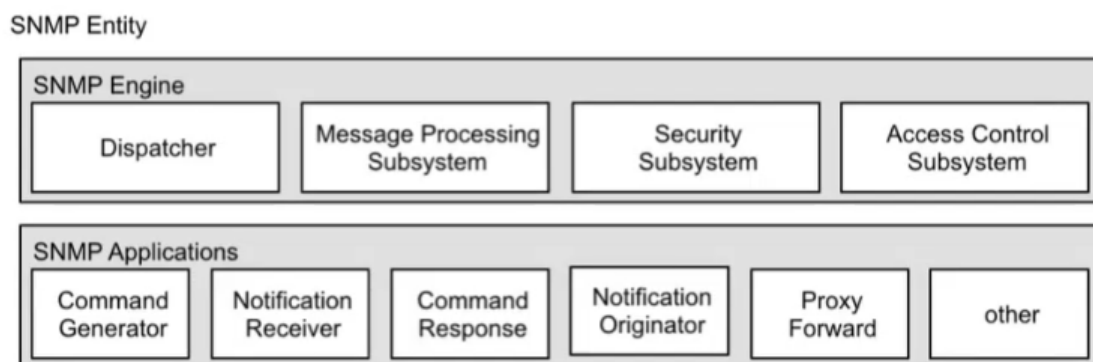 SNMP Entity
SNMP Engine
Dispatcher
Message Processing
Subsystem
Security
Subsystem
Access Control
Subsystem
SNMP Applications
Command
Generator
Notification
Receiver
Command
Response
Notification
Originator
Proxy
Forward
other